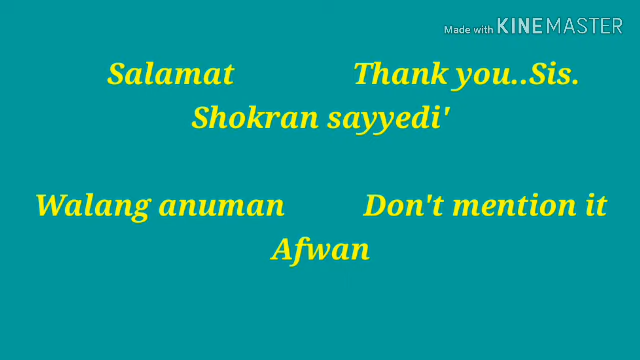 Made with KINEMASTER
Salamat Thank you..Sis.
Shokran sayyedi'
Walang anuman Don't mention it
Afwan